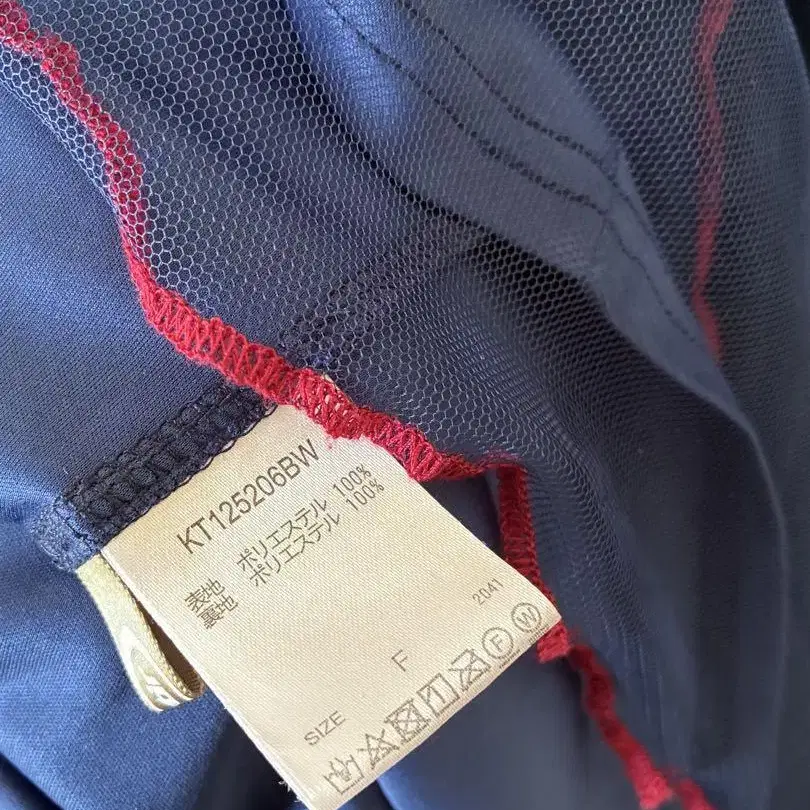 KT125206BW
表地 ポリエステル 100%
裏地 ポリエステル 100%
2041
SIZE F
F W